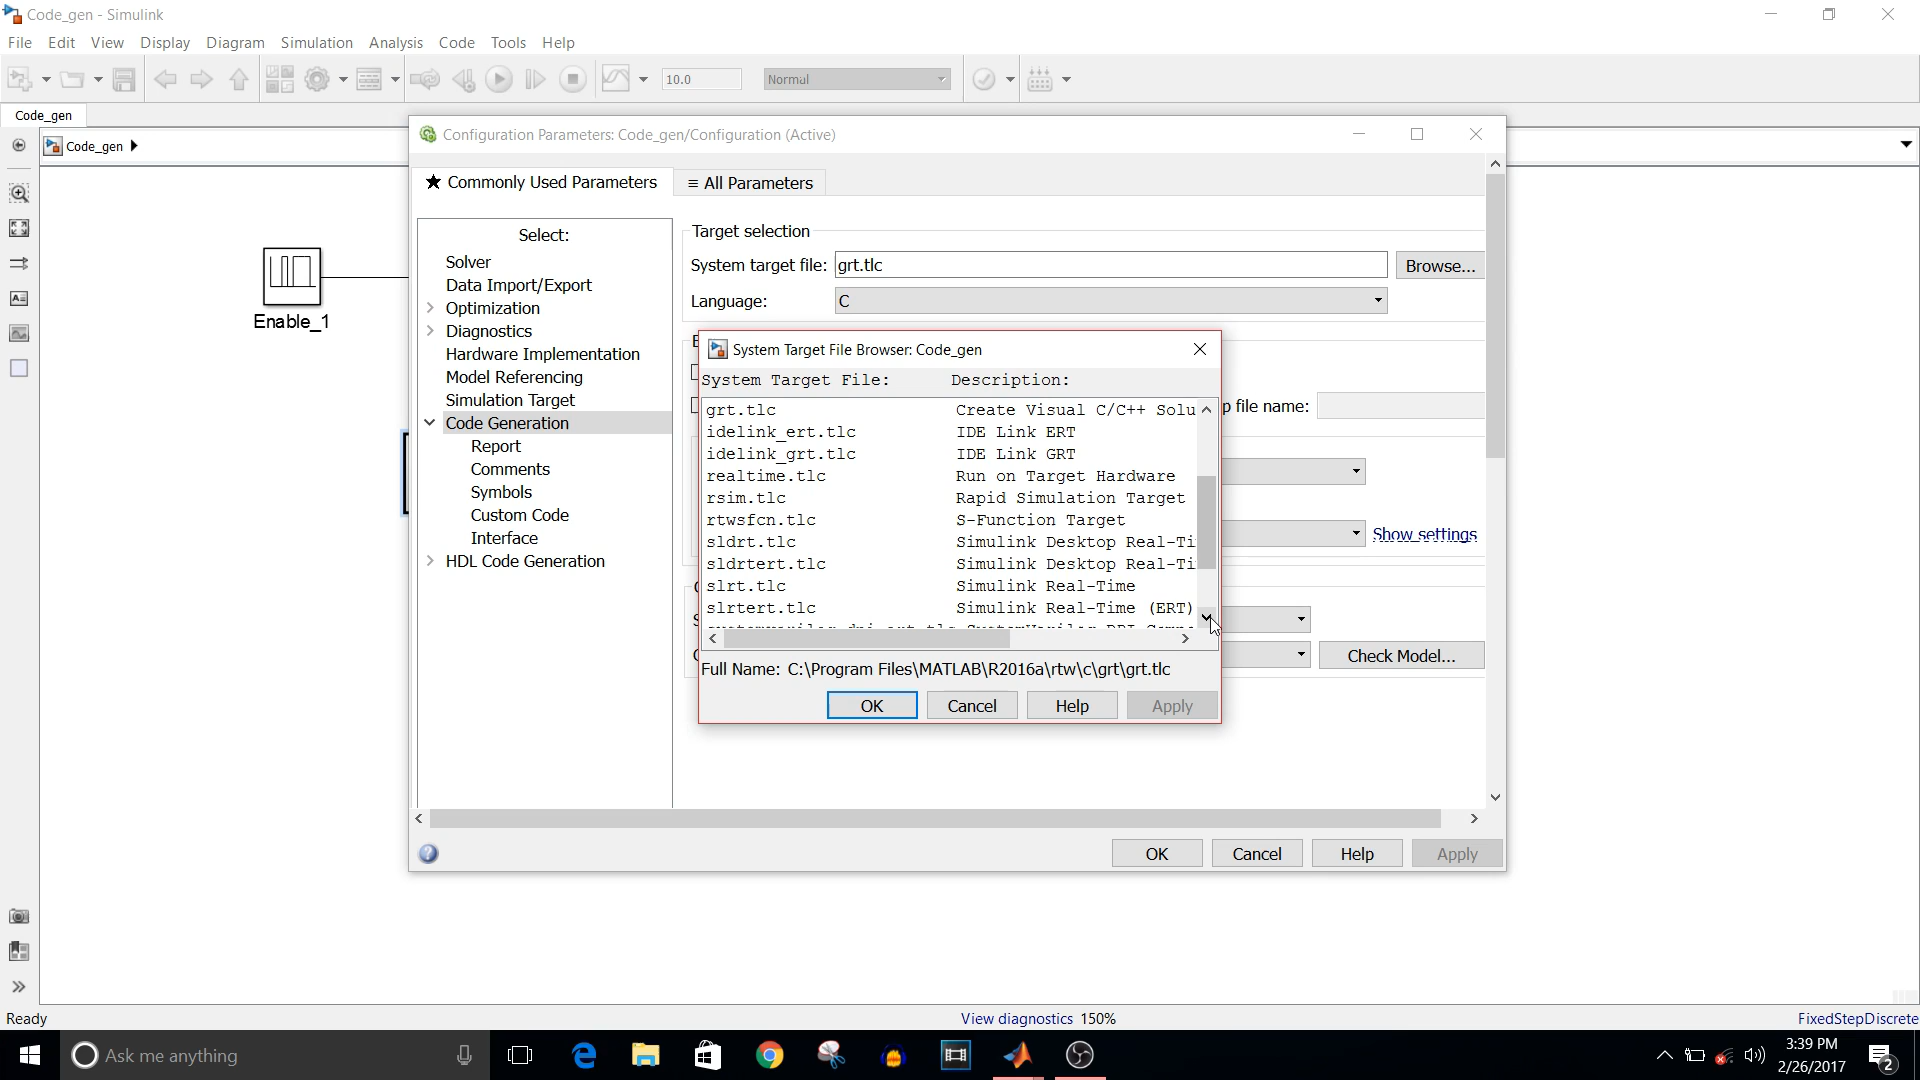 Code_gen - Simulink
File Edit View Display Diagram Simulation Analysis Code Tools Help
10.0 Normal
Code_gen
Code_gen
Enable_1
Configuration Parameters: Code_gen/Configuration (Active)
★ Commonly Used Parameters ≡ All Parameters
Select:
Solver
Data Import/Export
Optimization
Diagnostics
Hardware Implementation
Model Referencing
Simulation Target
Code Generation
Report
Comments
Symbols
Custom Code
Interface
HDL Code Generation
Target selection
System target file: grt.tlc Browse...
Language: C
p file name:
Show settings
Check Model...
System Target File Browser: Code_gen
System Target File: Description:
grt.tlc Create Visual C/C++ Solu
idelink_ert.tlc IDE Link ERT
idelink_grt.tlc IDE Link GRT
realtime.tlc Run on Target Hardware
rsim.tlc Rapid Simulation Target
rtwsfcn.tlc S-Function Target
sldrt.tlc Simulink Desktop Real-Ti
sldrtert.tlc Simulink Desktop Real-Ti
slrt.tlc Simulink Real-Time
slrtert.tlc Simulink Real-Time (ERT)
Full Name: C:\Program Files\MATLAB\R2016a\rtw\c\grt\grt.tlc
OK Cancel Help Apply
OK Cancel Help Apply
Ready View diagnostics 150% FixedStepDiscrete
Ask me anything
3:39 PM
2/26/2017
2